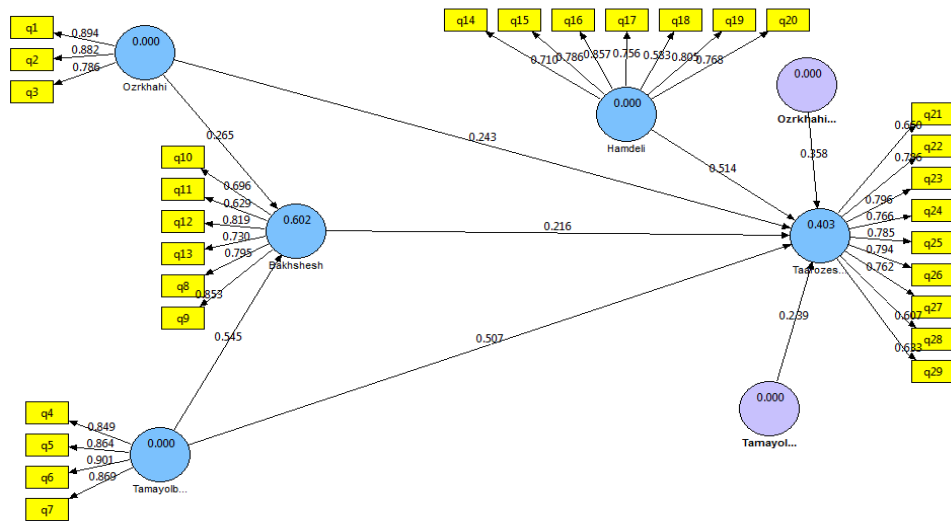 q1
q2
q3
0.894
0.882
0.786
0.000
Ozrkhahi
q14
q15
q16
q17
q18
q19
q20
0.710
0.786
0.857
0.756
0.583
0.805
0.768
0.000
Hamdeli
0.000
Ozrkhahi...
0.265
0.243
0.514
0.358
q10
q11
q12
q13
q8
q9
0.696
0.629
0.819
0.730
0.795
0.853
0.602
Bakhshesh
0.216
0.403
Taarozes...
q21
q22
q23
q24
q25
q26
q27
q28
q29
0.660
0.796
0.766
0.785
0.794
0.762
0.607
0.633
0.545
0.507
0.239
0.000
Tamayol...
q4
q5
q6
q7
0.849
0.864
0.901
0.869
0.000
Tamayolb...